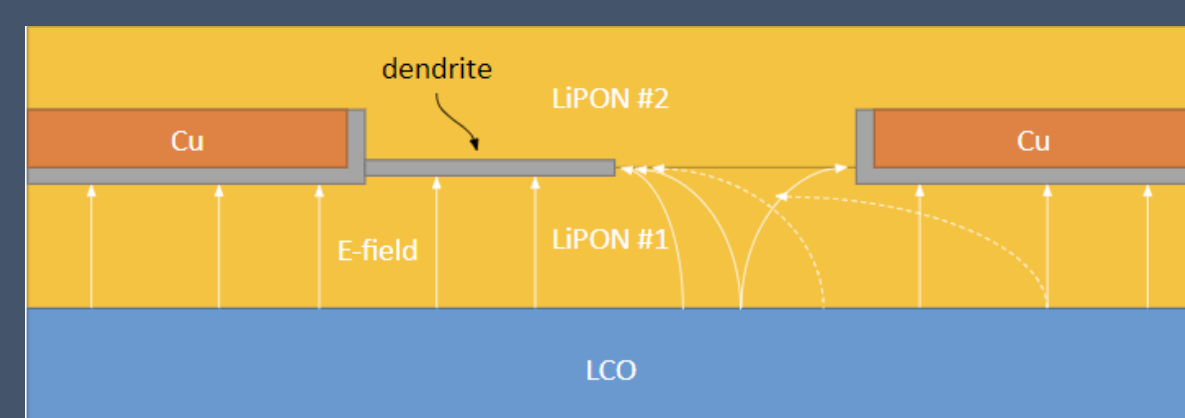 dendrite
LiPON #2
Cu
Cu
E-field
LiPON #1
LCO